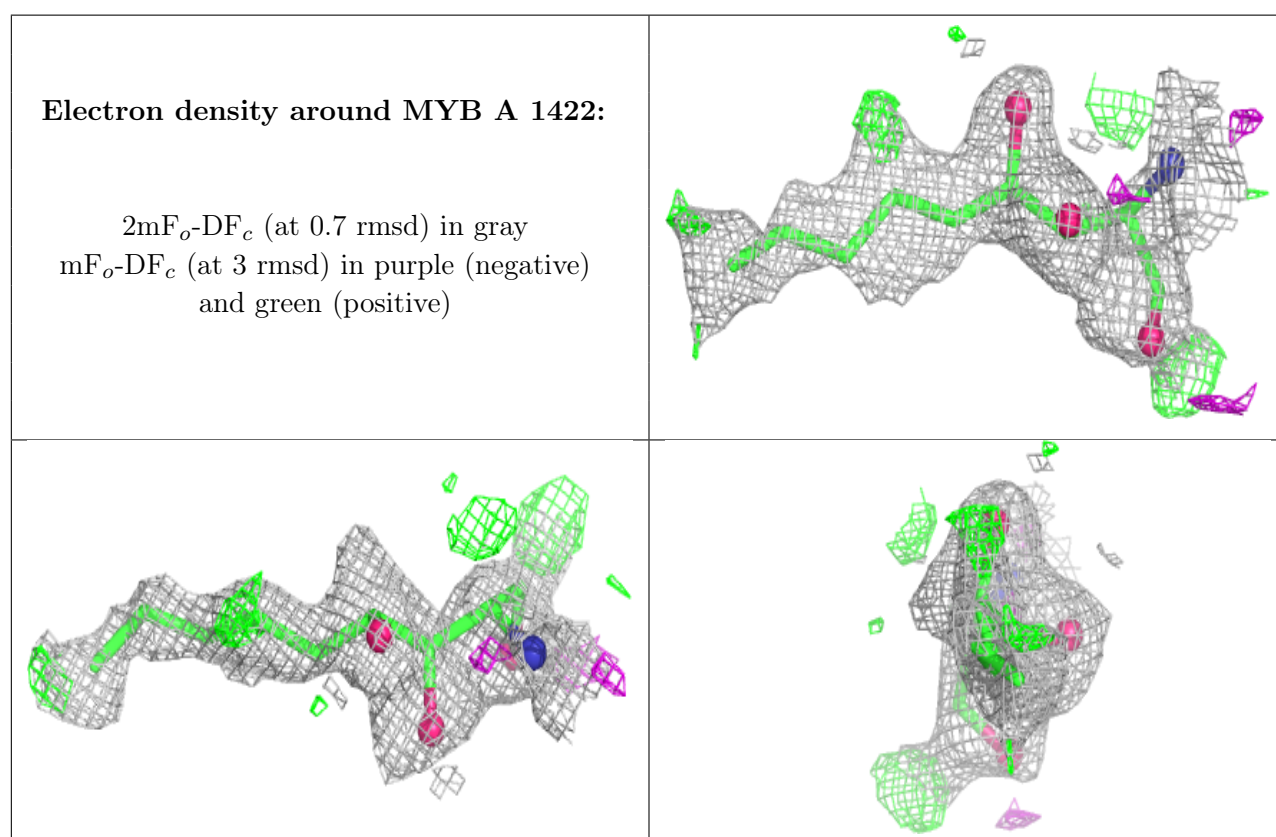 Electron density around MYB A 1422:
2mFo-DFc (at 0.7 rmsd) in gray
mFo-DFc (at 3 rmsd) in purple (negative)
and green (positive)